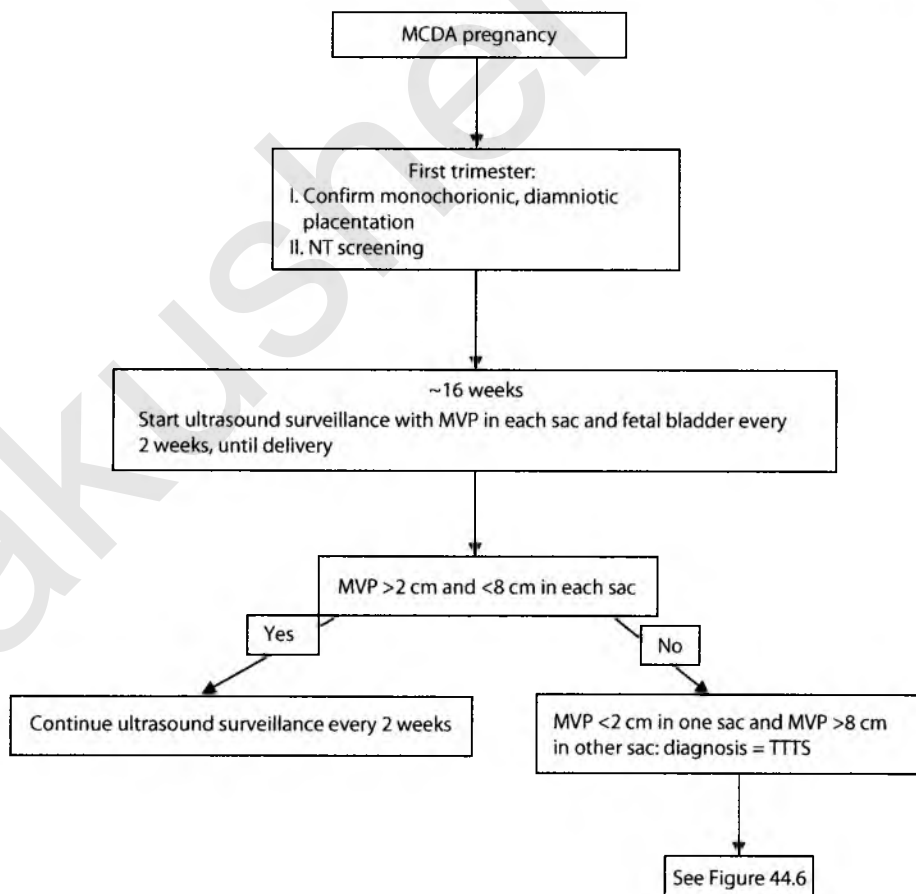 MCDA pregnancy
First trimester:
I. Confirm monochorionic, diamniotic
placentation
II. NT screening
~16 weeks
Start ultrasound surveillance with MVP in each sac and fetal bladder every
2 weeks, until delivery
MVP >2 cm and <8 cm in each sac
Yes
No
Continue ultrasound surveillance every 2 weeks
MVP <2 cm in one sac and MVP >8 cm
in other sac: diagnosis = TTTS
See Figure 44.6
akusher